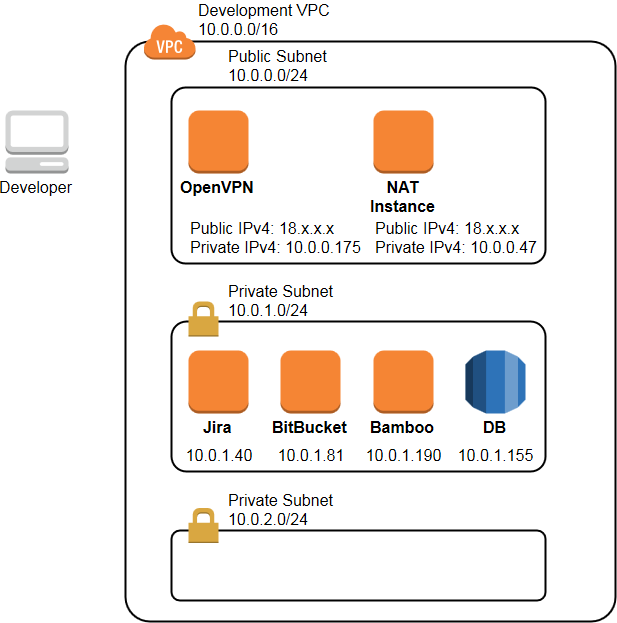 Development VPC
10.0.0.0/16
VPC
Public Subnet
10.0.0.0/24
Developer
OpenVPN
NAT
Instance
Public IPv4: 18.x.x.x
Private IPv4: 10.0.0.175
Public IPv4: 18.x.x.x
Private IPv4: 10.0.0.47
Private Subnet
10.0.1.0/24
Jira
BitBucket
Bamboo
DB
10.0.1.40
10.0.1.81
10.0.1.190
10.0.1.155
Private Subnet
10.0.2.0/24